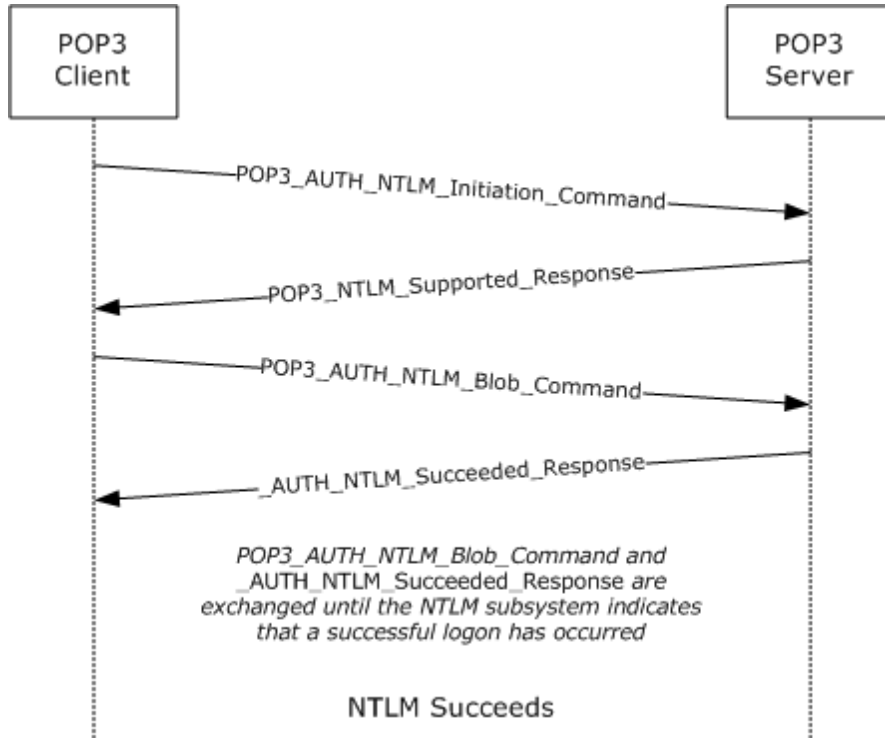 POP3
Client
POP3
Server
POP3_AUTH_NTLM_Initiation_Command
POP3_NTLM_Supported_Response
POP3_AUTH_NTLM_Blob_Command
_AUTH_NTLM_Succeeded_Response
POP3_AUTH_NTLM_Blob_Command and
_AUTH_NTLM_Succeeded_Response are
exchanged until the NTLM subsystem indicates
that a successful logon has occurred
NTLM Succeeds